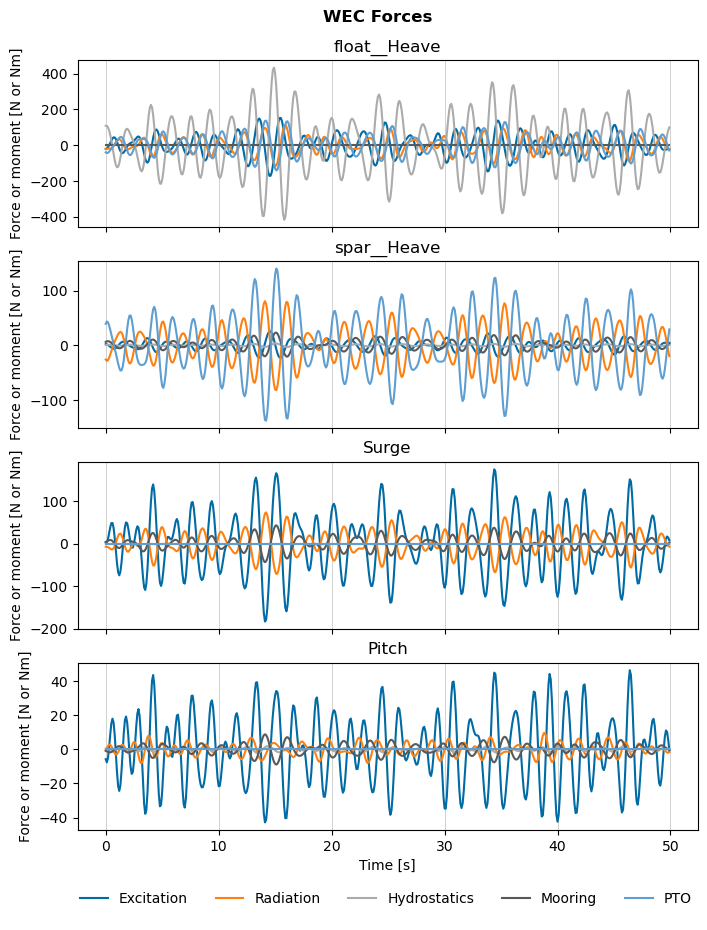 WEC Forces
float__Heave
Force or moment [N or Nm]
400
200
0
−200
−400
spar__Heave
Force or moment [N or Nm]
100
0
−100
Surge
Force or moment [N or Nm]
100
0
−100
−200
Pitch
Force or moment [N or Nm]
40
20
0
−20
−40
0 10 20 30 40 50
Time [s]
Excitation Radiation Hydrostatics Mooring PTO